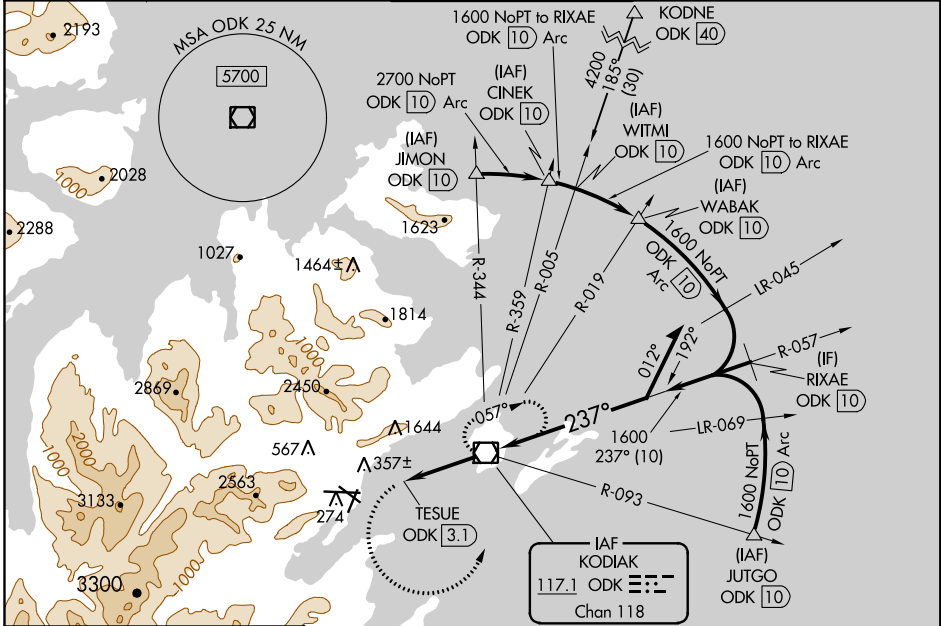 2193
MSA ODK 25 NM
5700
1600 NoPT to RIXAE
ODK 10 Arc
KODNE
ODK 40
4200
185°
(30)
2700 NoPT
ODK 10 Arc
(IAF)
CINEK
ODK 10
(IAF)
WITMI
ODK 10
(IAF)
JIMON
ODK 10
1600 NoPT to RIXAE
ODK 10 Arc
(IAF)
WABAK
ODK 10
1000
2028
2288
1623
1027
1464±
1814
1600 NoPT
ODK 10
Arc
LR-045
R-344
R-359
R-005
R-019
1000
2869
2450
012°
192°
R-057
(IF)
RIXAE
ODK 10
057°
237°
1600
237° (10)
LR-069
1644
567
357±
2000
1000
2563
3133
274
TESUE
ODK 3.1
R-093
1600 NoPT
ODK 10 Arc
1000
3300
IAF
KODIAK
117.1 ODK
Chan 118
(IAF)
JUTGO
ODK 10